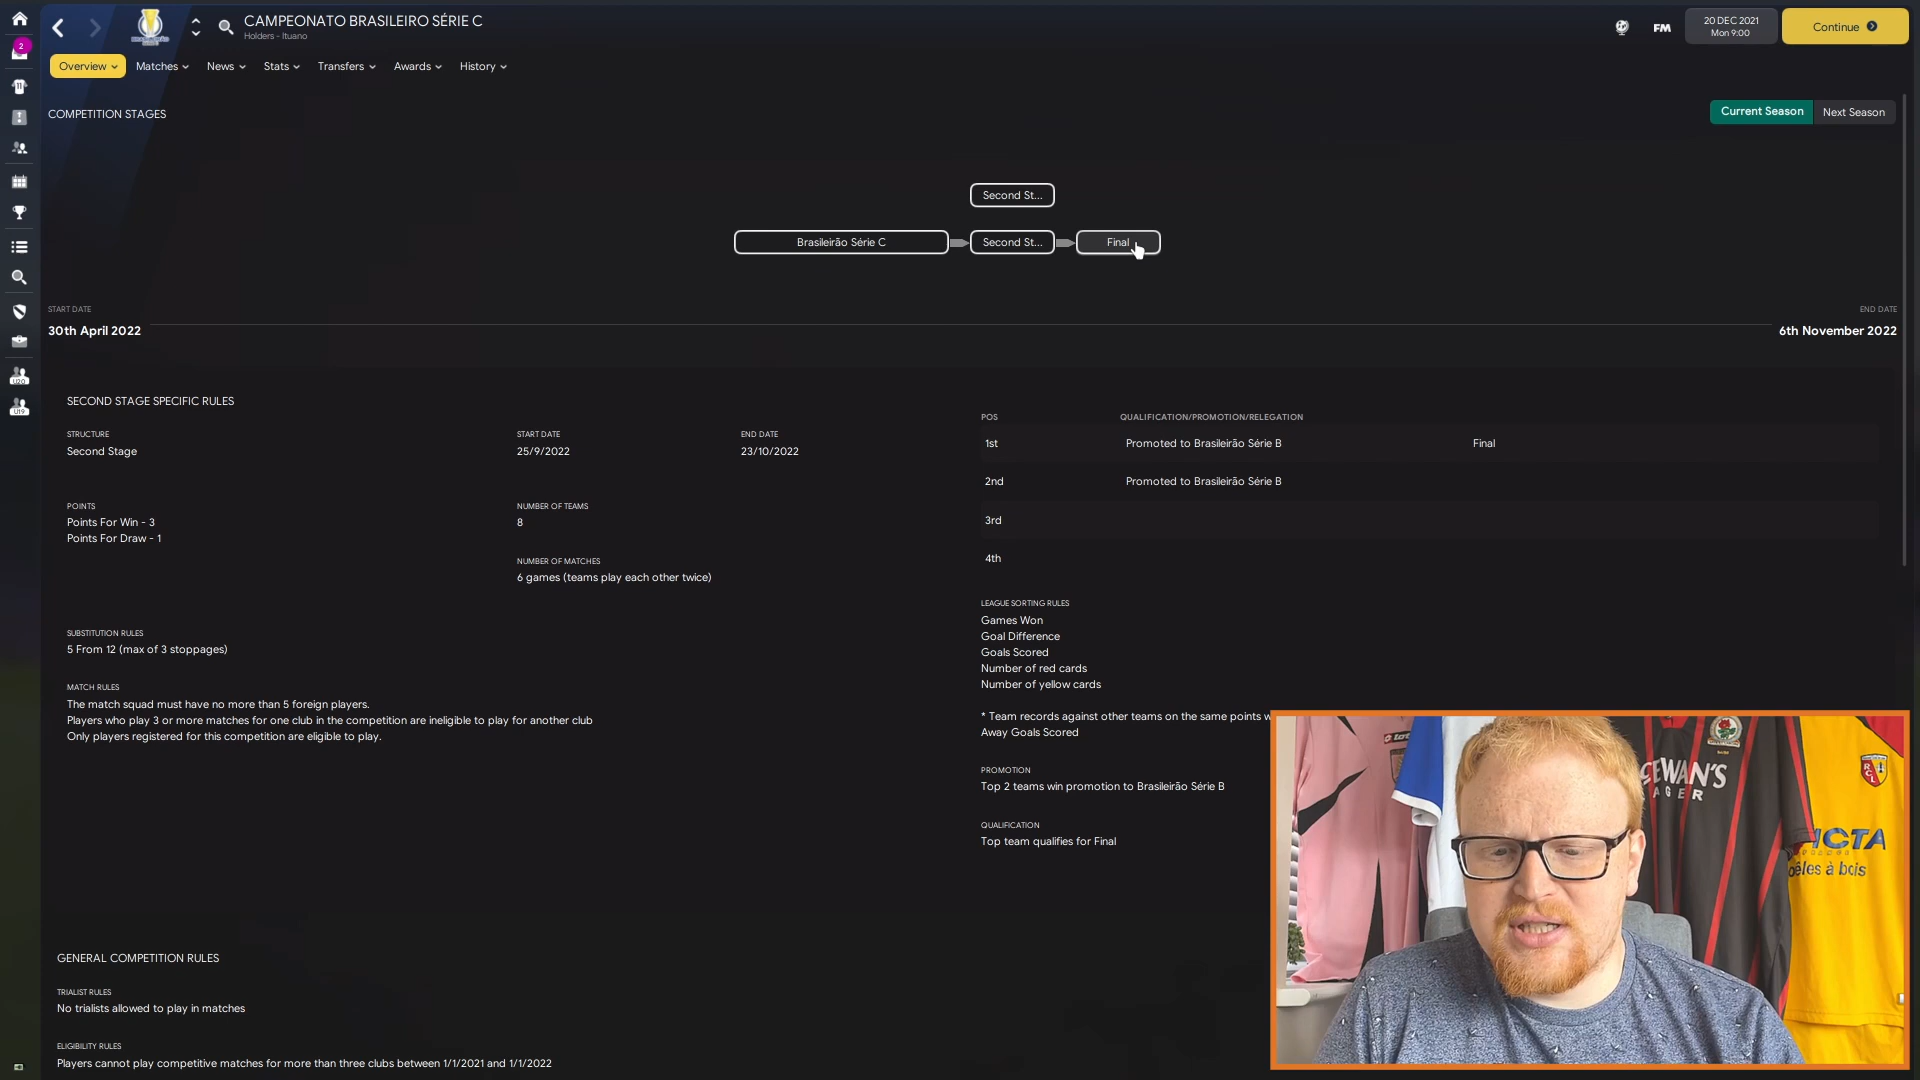 CAMPEONATO BRASILEIRO SÉRIE C
Holders - Ituano
FM
20 DEC 2021
Mon 9:00
Continue
2
Overview
Matches
News
Stats
Transfers
Awards
History
COMPETITION STAGES
Current Season
Next Season
Second St...
Brasileirão Série C
Second St...
Final
START DATE
30th April 2022
END DATE
6th November 2022
SECOND STAGE SPECIFIC RULES
STRUCTURE
Second Stage
START DATE
25/9/2022
END DATE
23/10/2022
POINTS
Points For Win - 3
Points For Draw - 1
NUMBER OF TEAMS
8
NUMBER OF MATCHES
6 games (teams play each other twice)
SUBSTITUTION RULES
5 From 12 (max of 3 stoppages)
MATCH RULES
The match squad must have no more than 5 foreign players.
Players who play 3 or more matches for one club in the competition are ineligible to play for another club
Only players registered for this competition are eligible to play.
POS
QUALIFICATION/PROMOTION/RELEGATION
1st
Promoted to Brasileirão Série B
Final
2nd
Promoted to Brasileirão Série B
3rd
4th
LEAGUE SORTING RULES
Games Won
Goal Difference
Goals Scored
Number of red cards
Number of yellow cards
* Team records against other teams on the same points w
Away Goals Scored
PROMOTION
Top 2 teams win promotion to Brasileirão Série B
QUALIFICATION
Top team qualifies for Final
GENERAL COMPETITION RULES
TRIALIST RULES
No trialists allowed to play in matches
ELIGIBILITY RULES
Players cannot play competitive matches for more than three clubs between 1/1/2021 and 1/1/2022
U20
U19
lotto
CEWAN'S
AGER
RCL
ICTA
oêles à bois